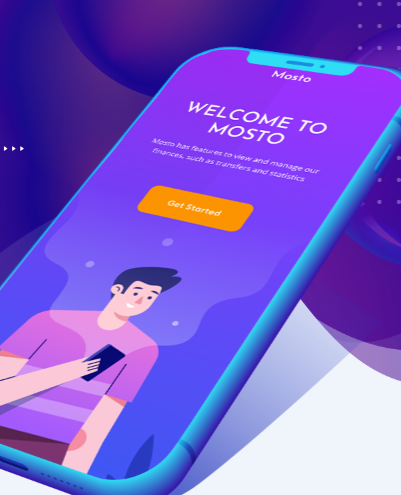 Mosto
WELCOME TO
MOSTO
Mosto has features to view and manage our
finances, such as transfers and statistics
Get Started